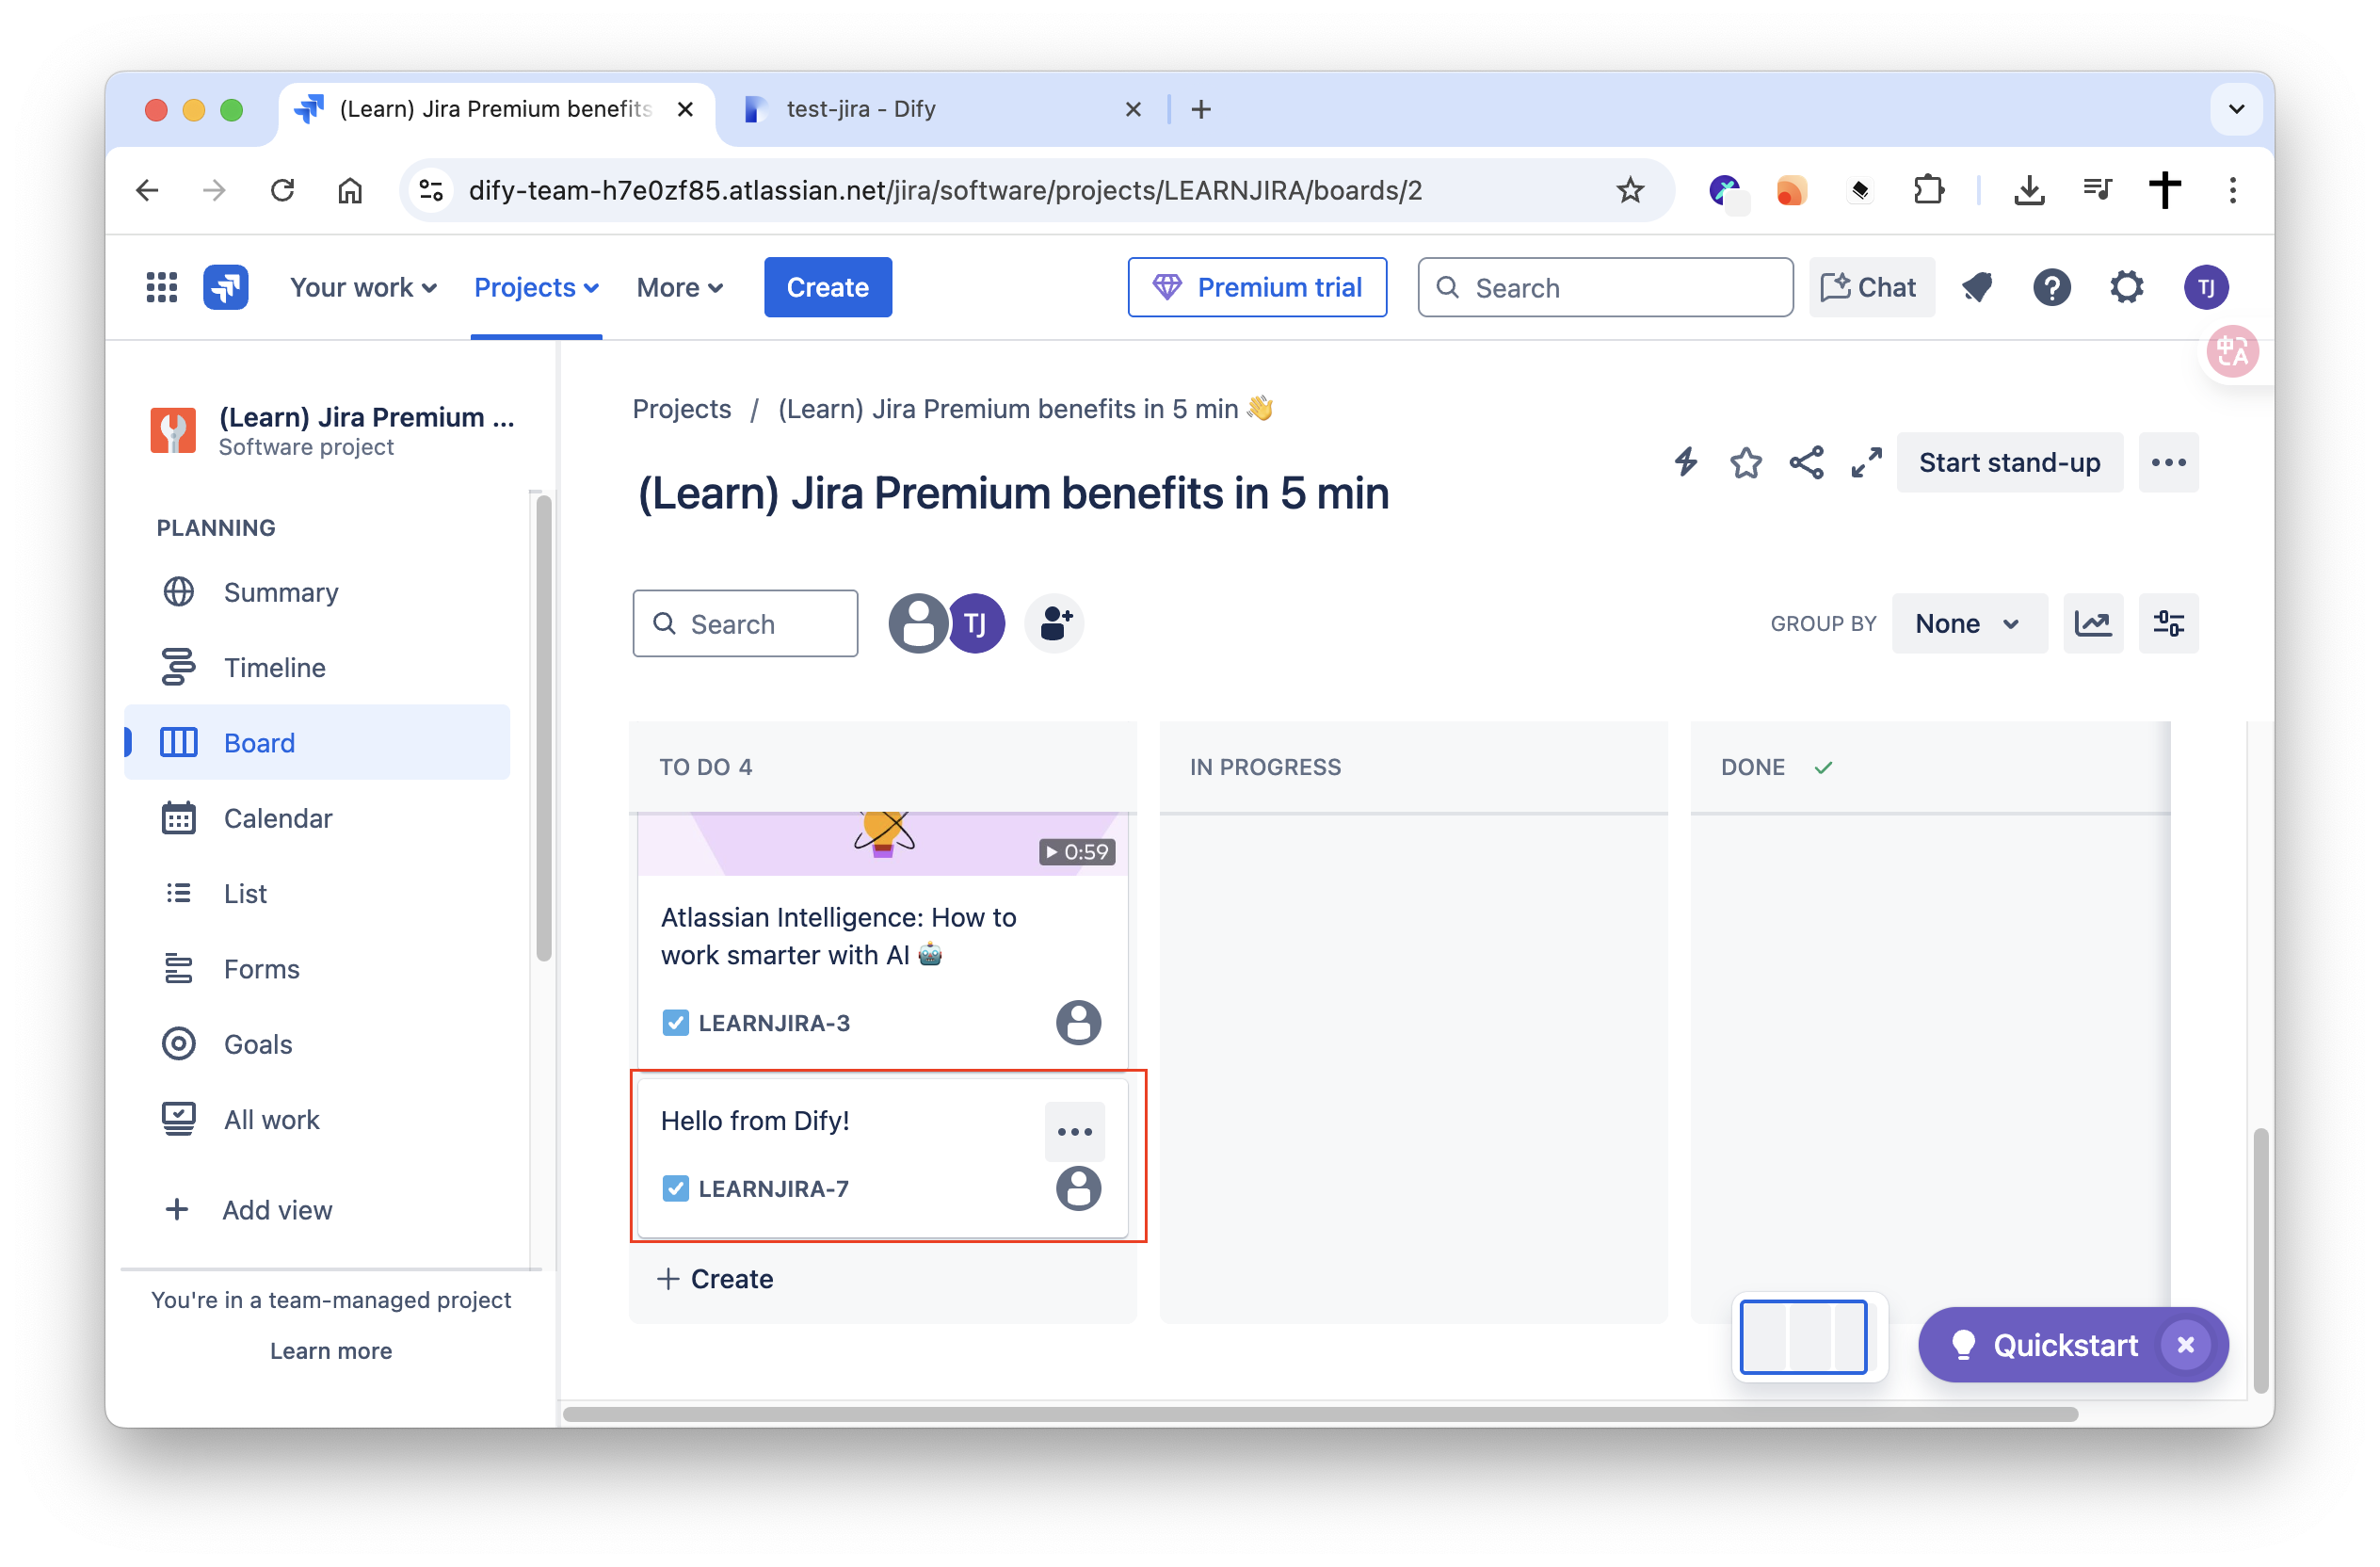 (Learn) Jira Premium benefits
test-jira - Dify
dify-team-h7e0zf85.atlassian.net/jira/software/projects/LEARNJIRA/boards/2
Your work
Projects
More
Create
Premium trial
Search
Chat
TJ
中A
(Learn) Jira Premium ...
Software project
PLANNING
Summary
Timeline
Board
Calendar
List
Forms
Goals
All work
Add view
You're in a team-managed project
Learn more
Projects / (Learn) Jira Premium benefits in 5 min 👋
(Learn) Jira Premium benefits in 5 min
Start stand-up
Search
TJ
GROUP BY
None
TO DO 4
IN PROGRESS
DONE
0:59
Atlassian Intelligence: How to
work smarter with AI 🤖
LEARNJIRA-3
Hello from Dify!
LEARNJIRA-7
Create
Quickstart